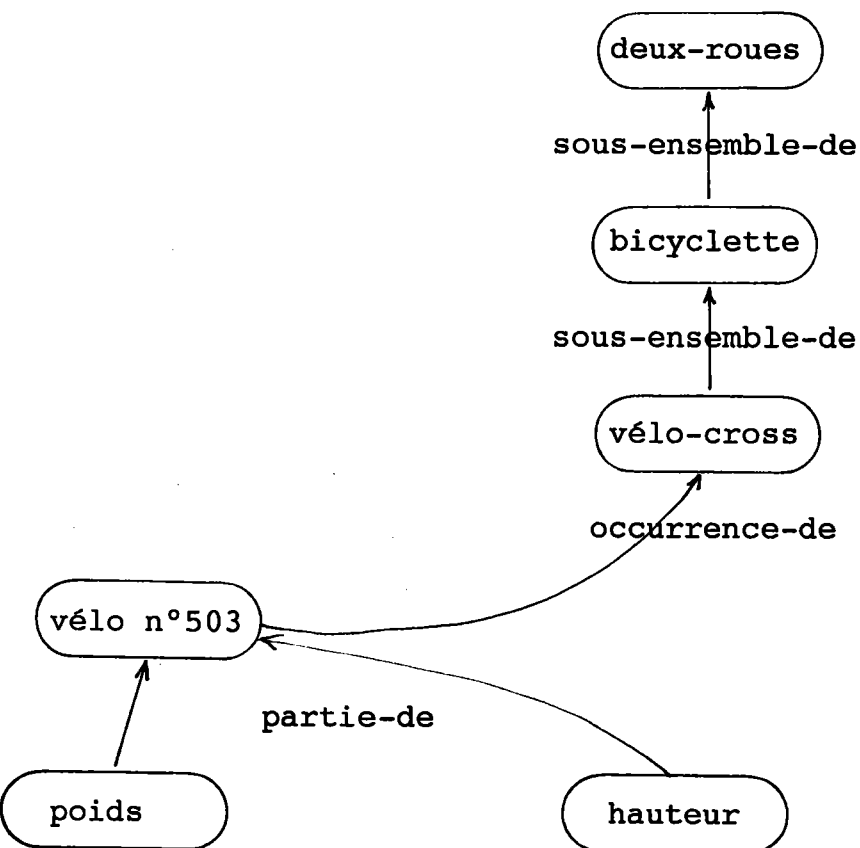 deux-roues
sous-ensemble-de
bicyclette
sous-ensemble-de
vélo-cross
occurrence-de
vélo n°503
partie-de
poids
hauteur